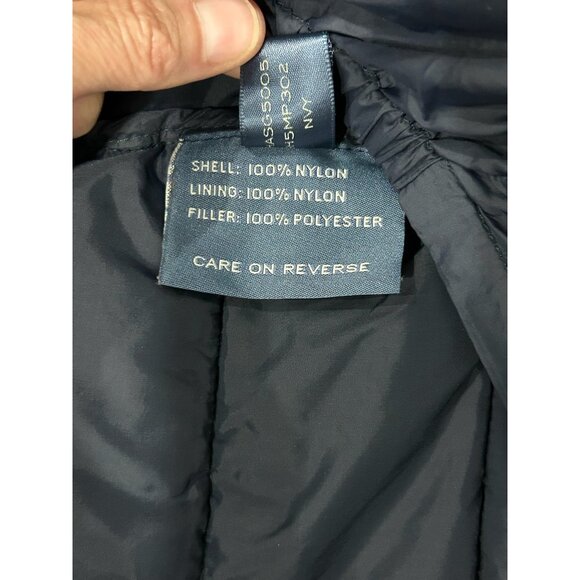 ASG5005
H5MP302
NVY
SHELL: 100% NYLON
LINING: 100% NYLON
FILLER: 100% POLYESTER
CARE ON REVERSE